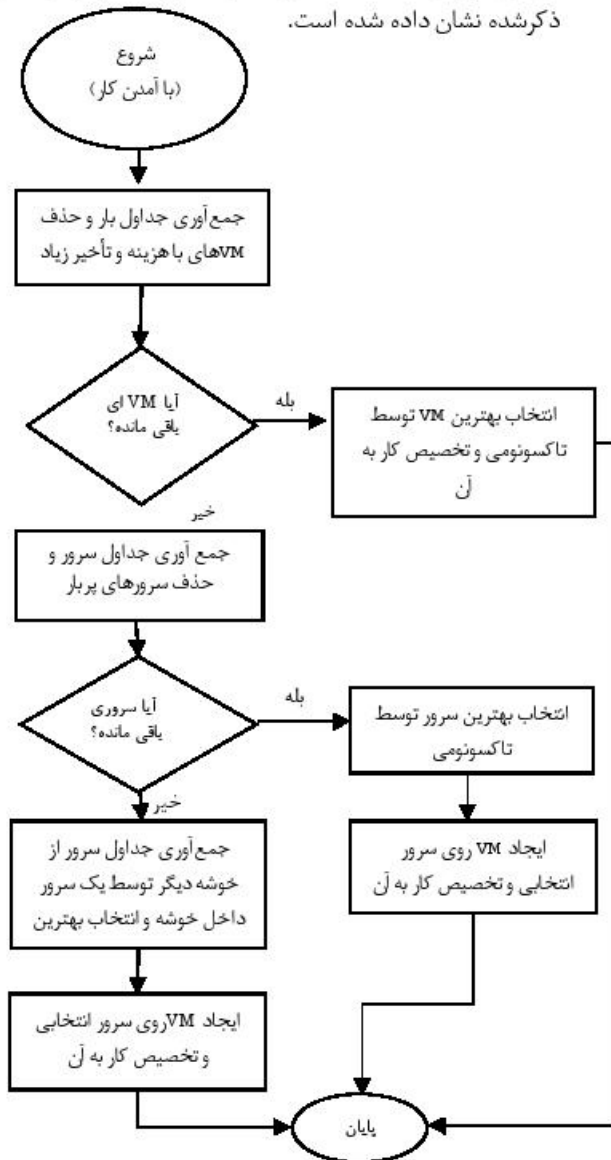 ذکرشده نشان داده شده است.
شروع
(با آمدن کار)
جمع‌آوری جداول بار و حذف
VMهای با هزینه و تأخیر زیاد
آیا VM ای
باقی مانده؟
بله
انتخاب بهترین VM توسط
تاکسونومی و تخصیص کار به
آن
خیر
جمع آوری جداول سرور و
حذف سرورهای پربار
آیا سروری
باقی مانده؟
بله
انتخاب بهترین سرور توسط
تاکسونومی
خیر
جمع‌آوری جداول سرور از
خوشه دیگر توسط یک سرور
داخل خوشه و انتخاب بهترین
ایجاد VM روی سرور
انتخابی و تخصیص کار به آن
ایجاد VMروی سرور انتخابی
و تخصیص کار به آن
پایان